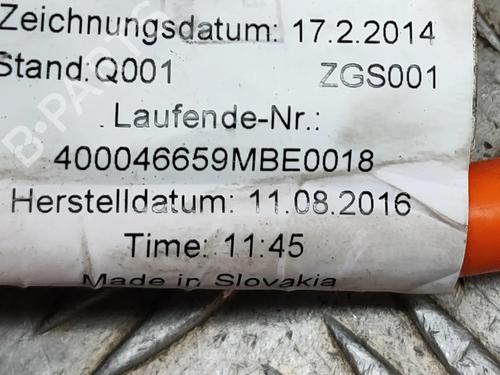 Zeichnungsdatum: 17.2.2014
Stand:Q001 ZGS001
Laufende-Nr.:
400046659MBE0018
Herstelldatum: 11.08.2016
Time: 11:45
Made in Slovakia
B-PARTS